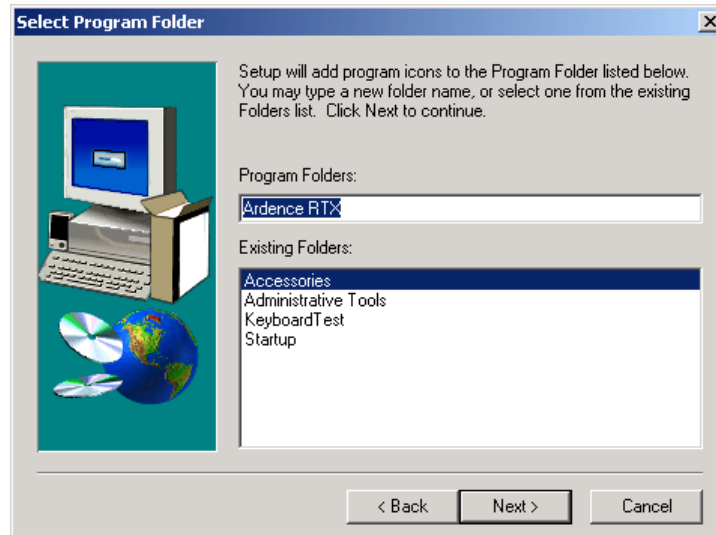 Select Program Folder
Setup will add program icons to the Program Folder listed below.
You may type a new folder name, or select one from the existing
Folders list. Click Next to continue.
Program Folders:
Ardence RTX
Existing Folders:
Accessories
Administrative Tools
KeyboardTest
Startup
< Back
Next >
Cancel